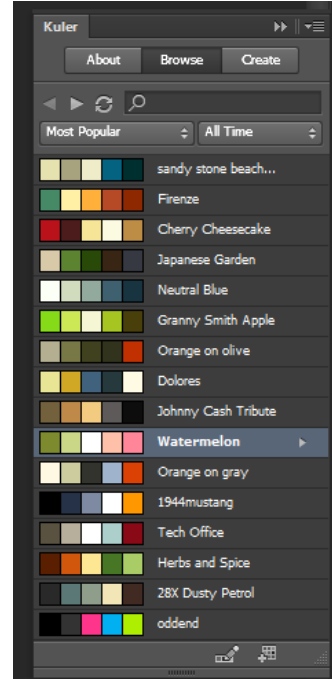 Kuler
About Browse Create
Most Popular All Time
sandy stone beach...
Firenze
Cherry Cheesecake
Japanese Garden
Neutral Blue
Granny Smith Apple
Orange on olive
Dolores
Johnny Cash Tribute
Watermelon
Orange on gray
1944mustang
Tech Office
Herbs and Spice
28X Dusty Petrol
oddend